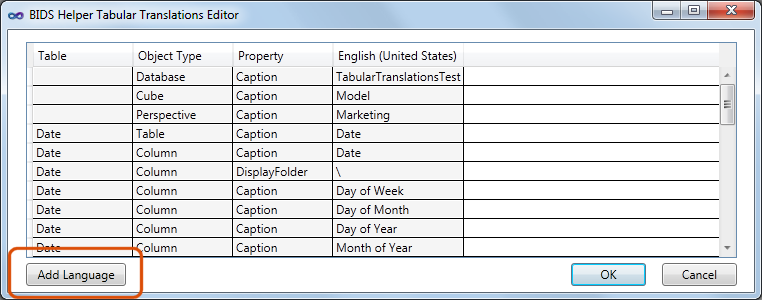 BIDS Helper Tabular Translations Editor
Table Object Type Property English (United States)
Database Caption TabularTranslationsTest
Cube Caption Model
Perspective Caption Marketing
Date Table Caption Date
Date Column Caption Date
Date Column DisplayFolder \
Date Column Caption Day of Week
Date Column Caption Day of Month
Date Column Caption Day of Year
Date Column Caption Month of Year
Add Language OK Cancel